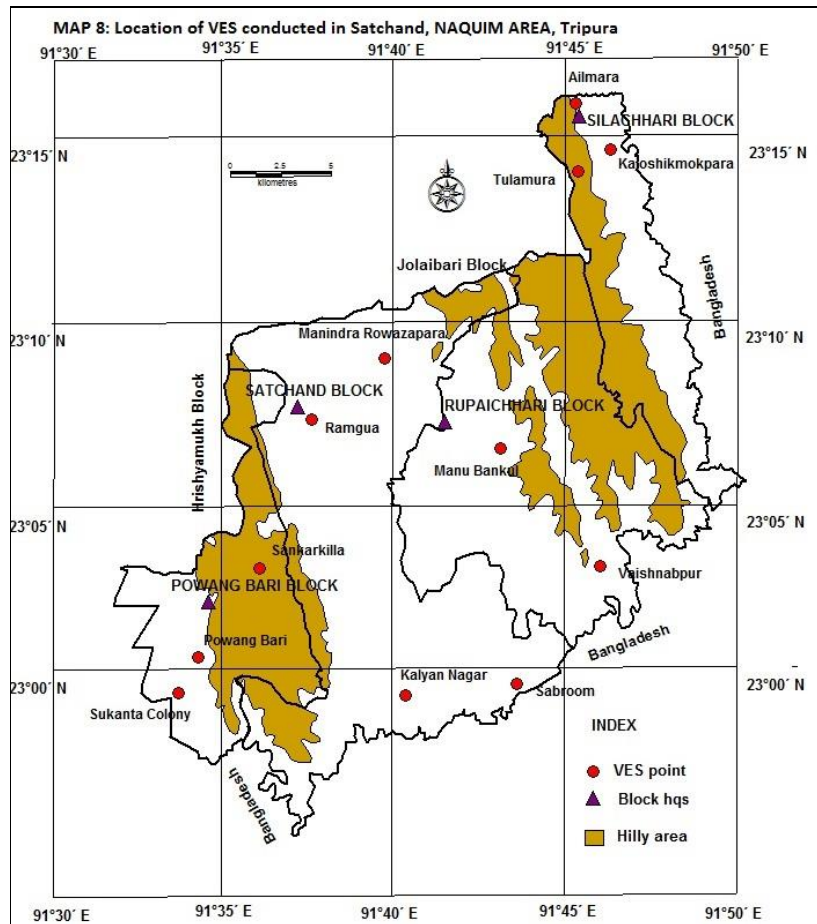 MAP 8: Location of VES conducted in Satchand, NAQUIM AREA, Tripura
91°30´ E
91°35´ E
91°40´ E
91°45´ E
91°50´ E
Ailmara
SILACHHARI BLOCK
23°15´ N
23°15´ N
0 2.5 5
kilometres
Kajoshikmokpara
Tulamura
Jolaibari Block
Bangladesh
23°10´ N
23°10´ N
Manindra Rowazapara
Hrishyamukh Block
SATCHAND BLOCK
RUPAICHHARI BLOCK
Ramgua
Manu Bankul
23°05´ N
23°05´ N
Sankarkilla
Vaishnabpur
POWANG BARI BLOCK
Powang Bari
Bangladesh
23°00´ N
Kalyan Nagar
Sabroom
23°00´ N
Sukanta Colony
INDEX
VES point
Block hqs
Hilly area
Bangladesh
91°30´ E
91°35´ E
91°40´ E
91°45´ E
91°50´ E